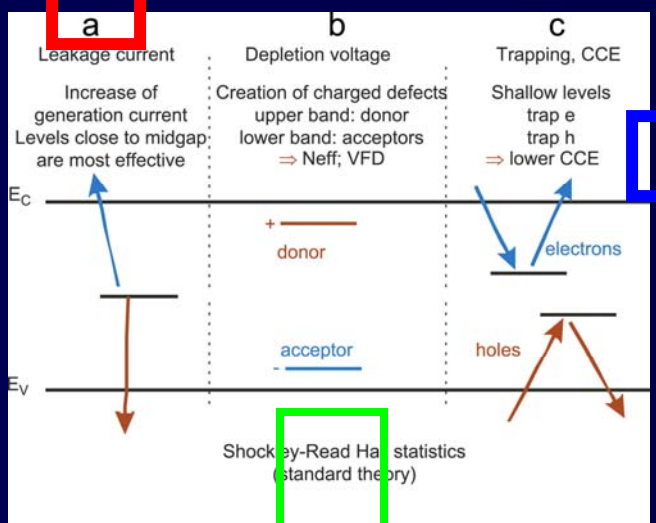 a
Leakage current
Increase of
generation current
Levels close to midgap
are most effective
b
Depletion voltage
Creation of charged defects
upper band: donor
lower band: acceptors
⇒ Neff; VFD
c
Trapping, CCE
Shallow levels
trap e
trap h
⇒ lower CCE
EC
+
donor
electrons
acceptor
-
holes
EV
Shockley-Read Hall statistics
(standard theory)